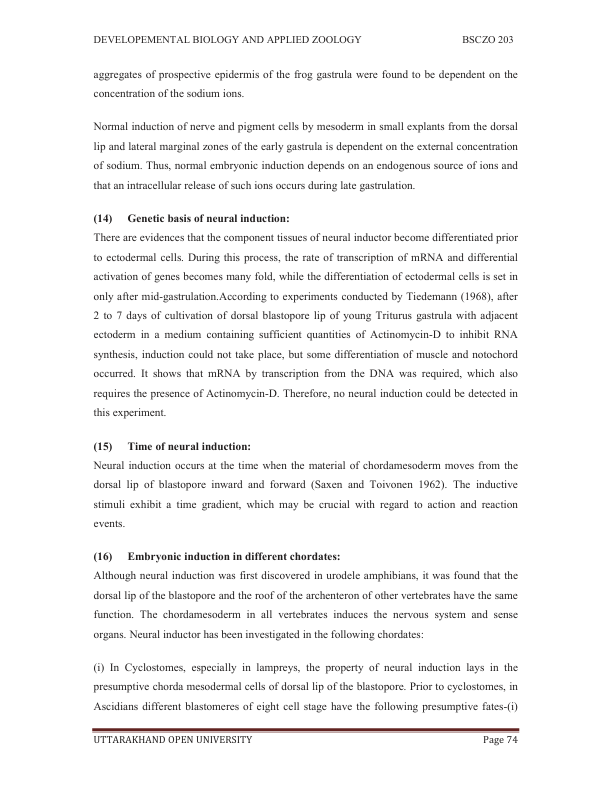 DEVELOPEMENTAL BIOLOGY AND APPLIED ZOOLOGY BSCZO 203
aggregates of prospective epidermis of the frog gastrula were found to be dependent on the
concentration of the sodium ions.
Normal induction of nerve and pigment cells by mesoderm in small explants from the dorsal
lip and lateral marginal zones of the early gastrula is dependent on the external concentration
of sodium. Thus, normal embryonic induction depends on an endogenous source of ions and
that an intracellular release of such ions occurs during late gastrulation.
(14) Genetic basis of neural induction:
There are evidences that the component tissues of neural inductor become differentiated prior
to ectodermal cells. During this process, the rate of transcription of mRNA and differential
activation of genes becomes many fold, while the differentiation of ectodermal cells is set in
only after mid-gastrulation.According to experiments conducted by Tiedemann (1968), after
2 to 7 days of cultivation of dorsal blastopore lip of young Triturus gastrula with adjacent
ectoderm in a medium containing sufficient quantities of Actinomycin-D to inhibit RNA
synthesis, induction could not take place, but some differentiation of muscle and notochord
occurred. It shows that mRNA by transcription from the DNA was required, which also
requires the presence of Actinomycin-D. Therefore, no neural induction could be detected in
this experiment.
(15) Time of neural induction:
Neural induction occurs at the time when the material of chordamesoderm moves from the
dorsal lip of blastopore inward and forward (Saxen and Toivonen 1962). The inductive
stimuli exhibit a time gradient, which may be crucial with regard to action and reaction
events.
(16) Embryonic induction in different chordates:
Although neural induction was first discovered in urodele amphibians, it was found that the
dorsal lip of the blastopore and the roof of the archenteron of other vertebrates have the same
function. The chordamesoderm in all vertebrates induces the nervous system and sense
organs. Neural inductor has been investigated in the following chordates:
(i) In Cyclostomes, especially in lampreys, the property of neural induction lays in the
presumptive chorda mesodermal cells of dorsal lip of the blastopore. Prior to cyclostomes, in
Ascidians different blastomeres of eight cell stage have the following presumptive fates-(i)
UTTARAKHAND OPEN UNIVERSITY Page 74